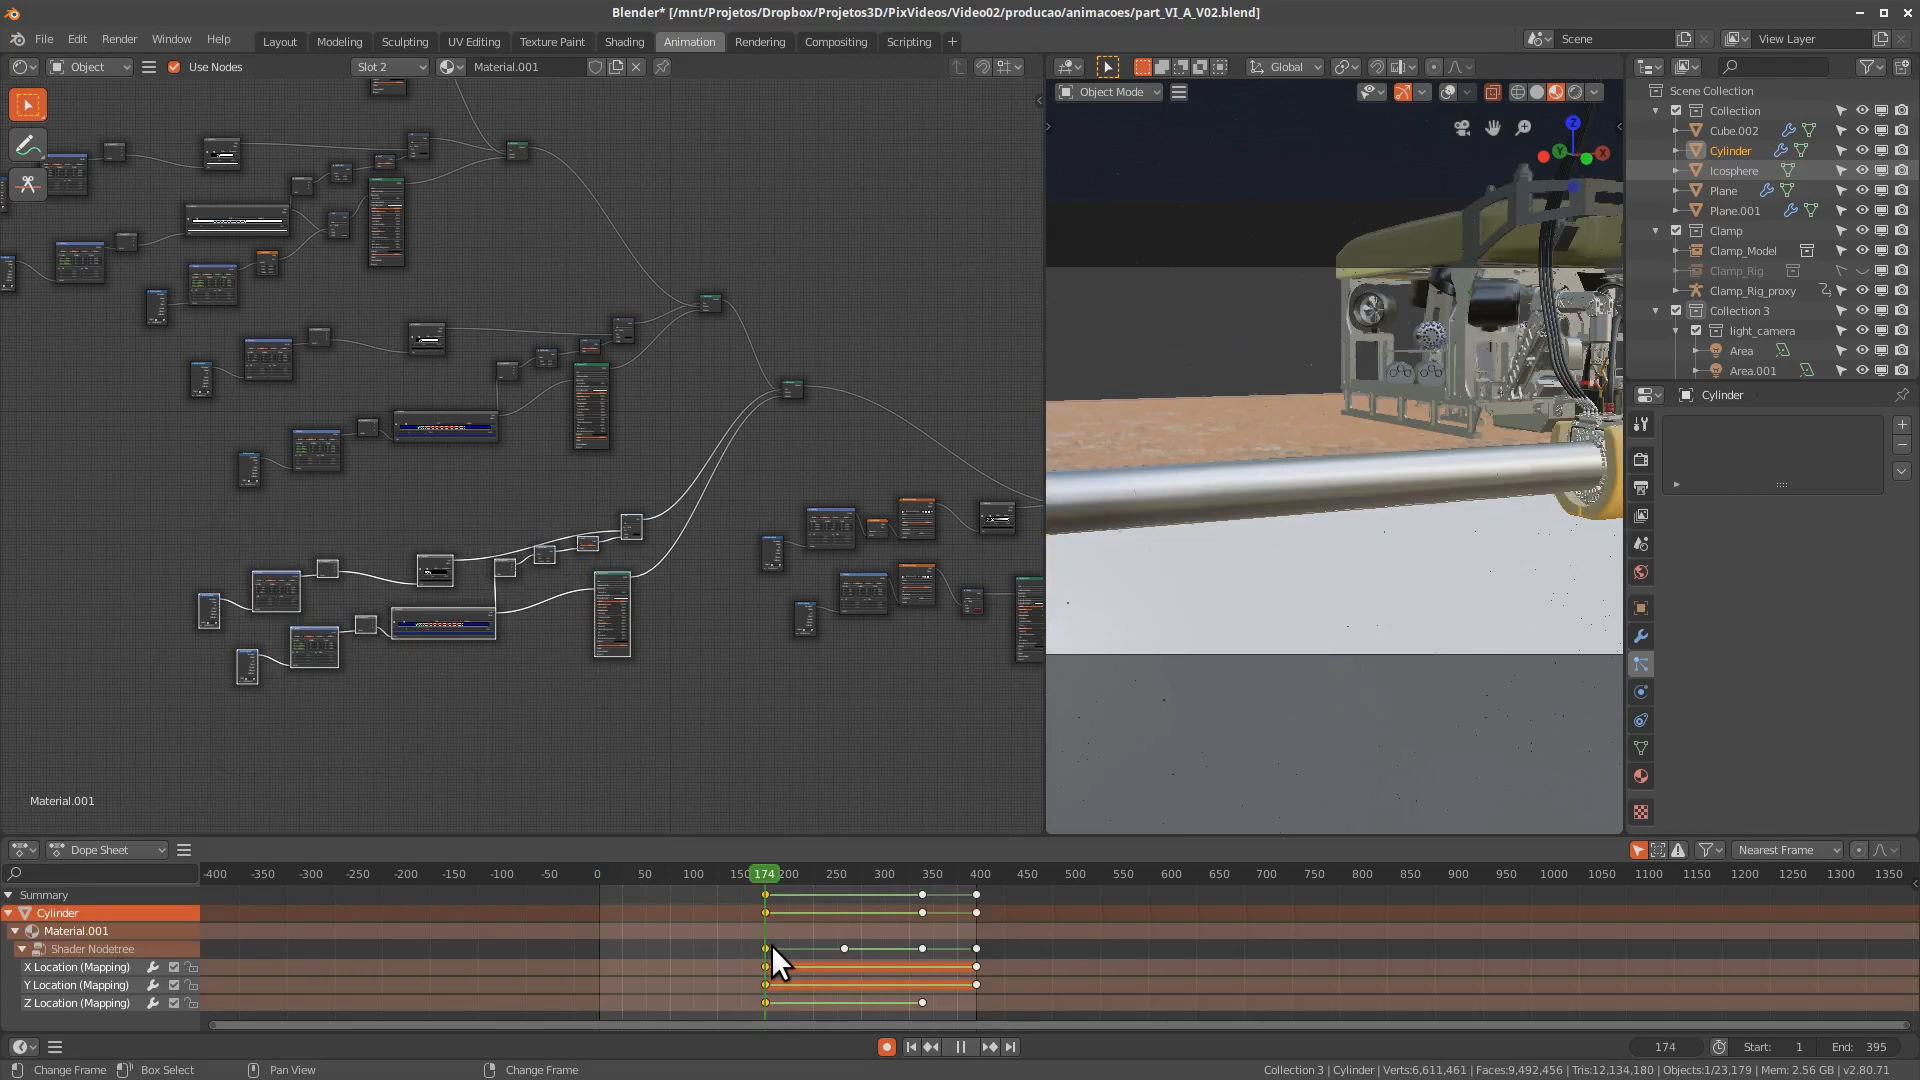 Blender* [/mnt/Projetos/Dropbox/Projetos3D/PixVideos/Video02/producao/animacoes/part_VI_A_V02.blend]
File Edit Render Window Help
Layout Modeling Sculpting UV Editing Texture Paint Shading Animation Rendering Compositing Scripting +
Scene
View Layer
Object
Use Nodes
Slot 2
Material.001
Global
Object Mode
Z
Y
X
Scene Collection
Collection
Cube.002
Cylinder
Icosphere
Plane
Plane.001
Clamp
Clamp_Model
Clamp_Rig
Clamp_Rig_proxy
Collection 3
light_camera
Area
Area.001
Cylinder
Material.001
Dope Sheet
Nearest Frame
-400 -350 -300 -250 -200 -150 -100 -50 0 50 100 150 174 200 250 300 350 400 450 500 550 600 650 700 750 800 850 900 950 1000 1050 1100 1150 1200 1250 1300 1350
Summary
Cylinder
Material.001
Shader Nodetree
X Location (Mapping)
Y Location (Mapping)
Z Location (Mapping)
174
Start: 1
End: 395
Change Frame
Box Select
Pan View
Change Frame
Collection 3 | Cylinder | Verts:6,611,461 | Faces:9,492,456 | Tris:12,134,180 | Objects:1/23,179 | Mem: 2.56 GB | v2.80.71